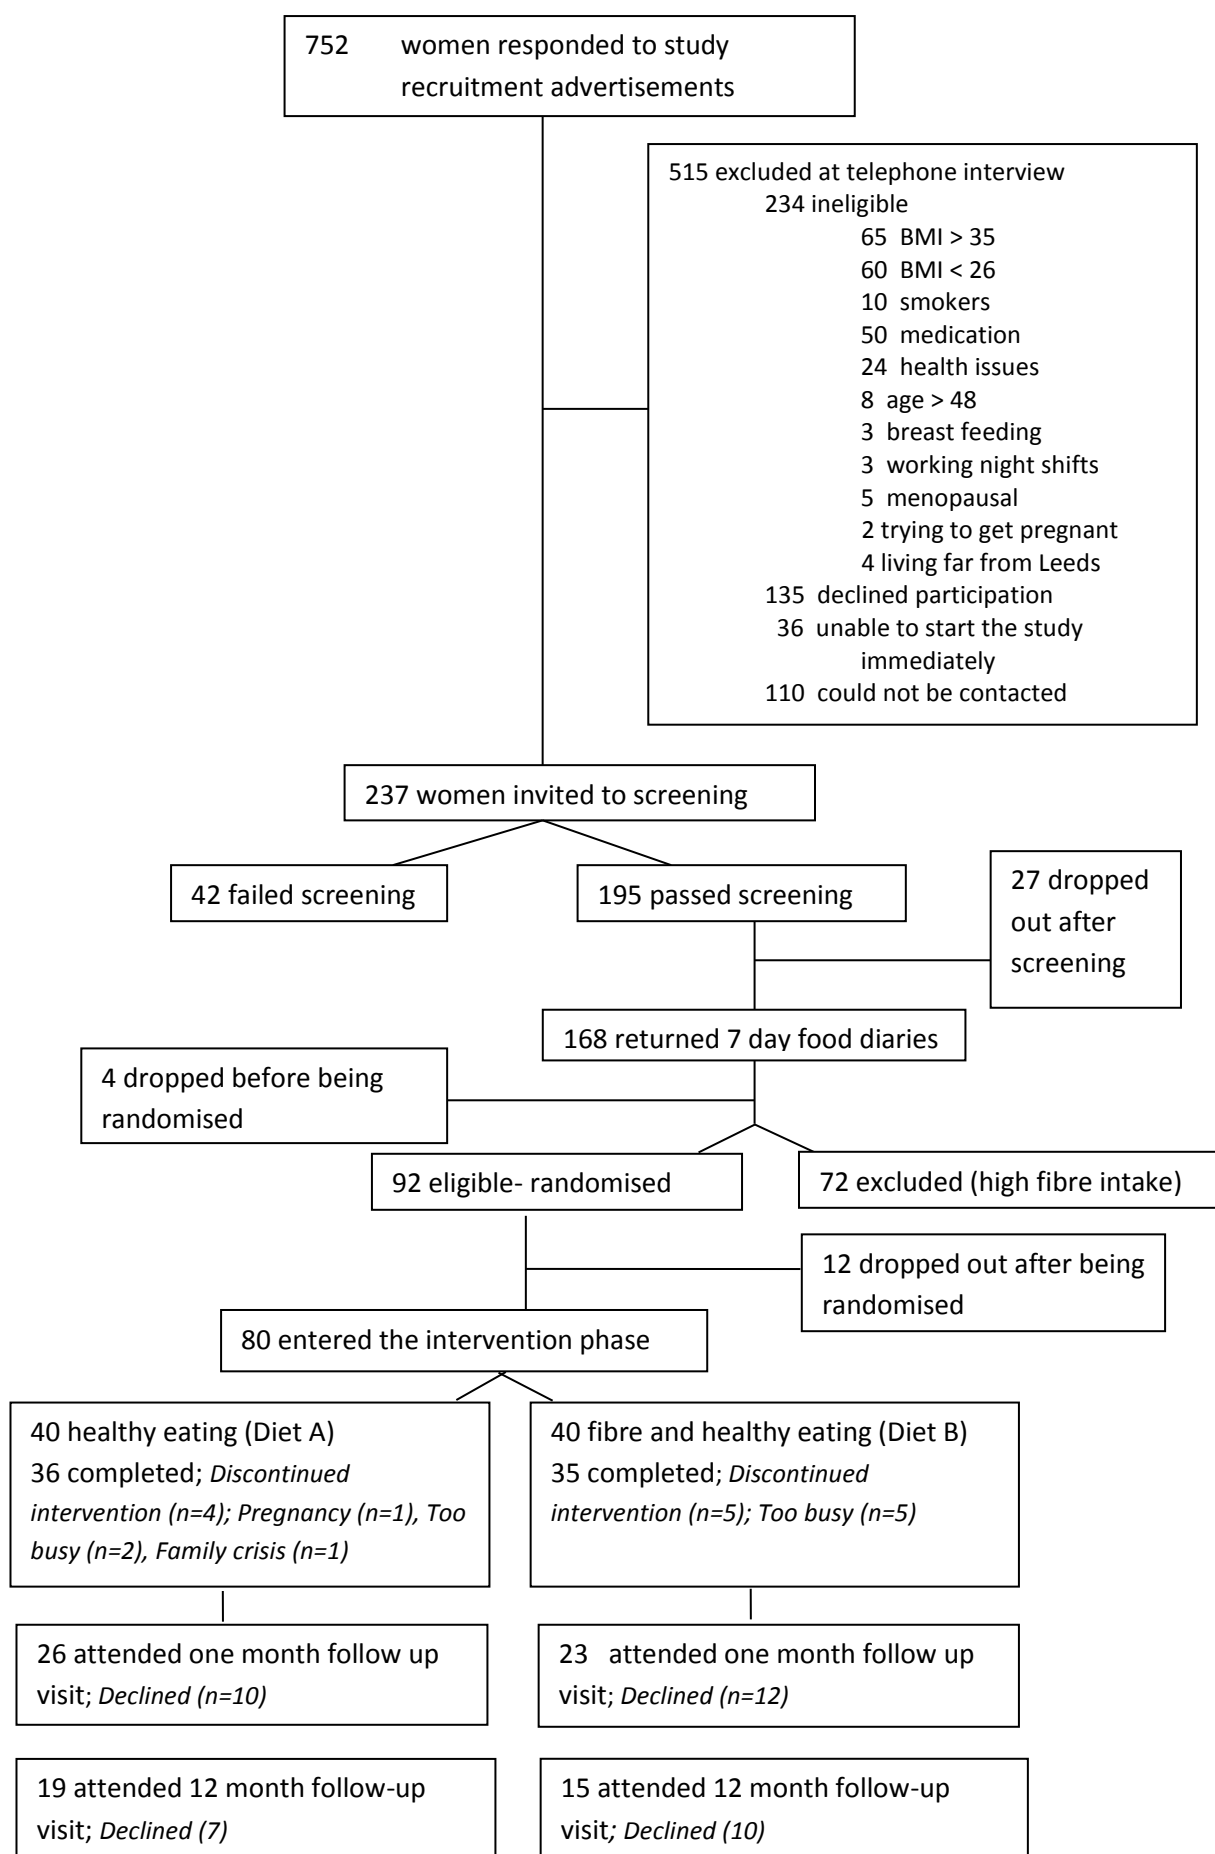 752 women responded to study
recruitment advertisements
515 excluded at telephone interview
234 ineligible
65 BMI > 35
60 BMI < 26
10 smokers
50 medication
24 health issues
8 age > 48
3 breast feeding
3 working night shifts
5 menopausal
2 trying to get pregnant
4 living far from Leeds
135 declined participation
36 unable to start the study
immediately
110 could not be contacted
237 women invited to screening
42 failed screening
195 passed screening
27 dropped
out after
screening
168 returned 7 day food diaries
4 dropped before being
randomised
92 eligible- randomised
72 excluded (high fibre intake)
12 dropped out after being
randomised
80 entered the intervention phase
40 healthy eating (Diet A)
36 completed; Discontinued
intervention (n=4); Pregnancy (n=1), Too
busy (n=2), Family crisis (n=1)
40 fibre and healthy eating (Diet B)
35 completed; Discontinued
intervention (n=5); Too busy (n=5)
26 attended one month follow up
visit; Declined (n=10)
23 attended one month follow up
visit; Declined (n=12)
19 attended 12 month follow-up
visit; Declined (7)
15 attended 12 month follow-up
visit; Declined (10)